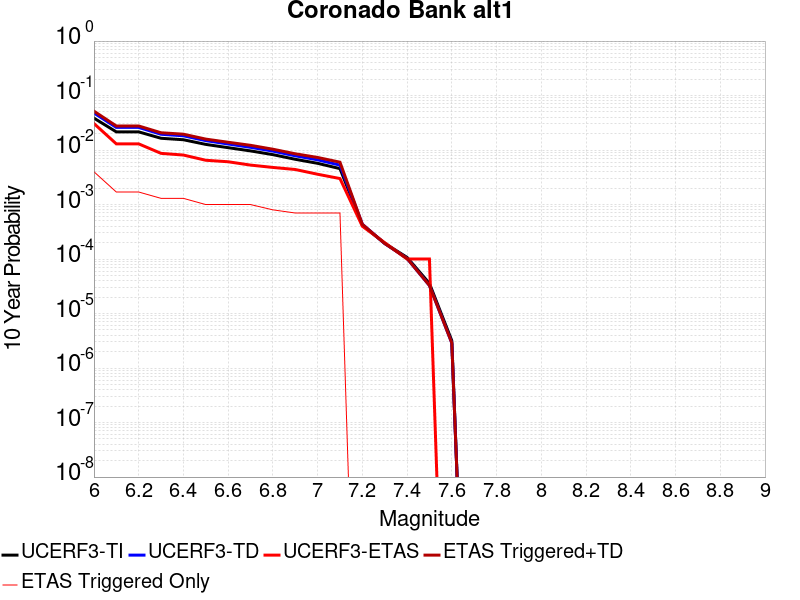 Coronado Bank alt1
10 Year Probability
10^0
10^-1
10^-2
10^-3
10^-4
10^-5
10^-6
10^-7
10^-8
6 6.2 6.4 6.6 6.8 7 7.2 7.4 7.6 7.8 8 8.2 8.4 8.6 8.8 9
Magnitude
UCERF3-TI UCERF3-TD UCERF3-ETAS ETAS Triggered+TD
ETAS Triggered Only